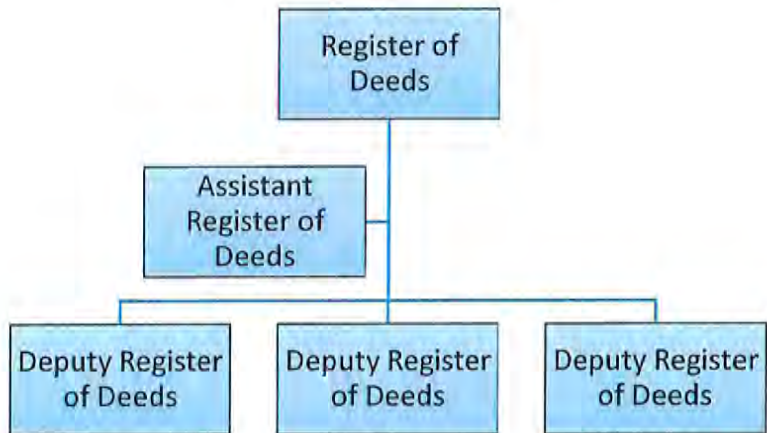 Register of
Deeds
Assistant
Register of
Deeds
Deputy Register
of Deeds
Deputy Register
of Deeds
Deputy Register
of Deeds